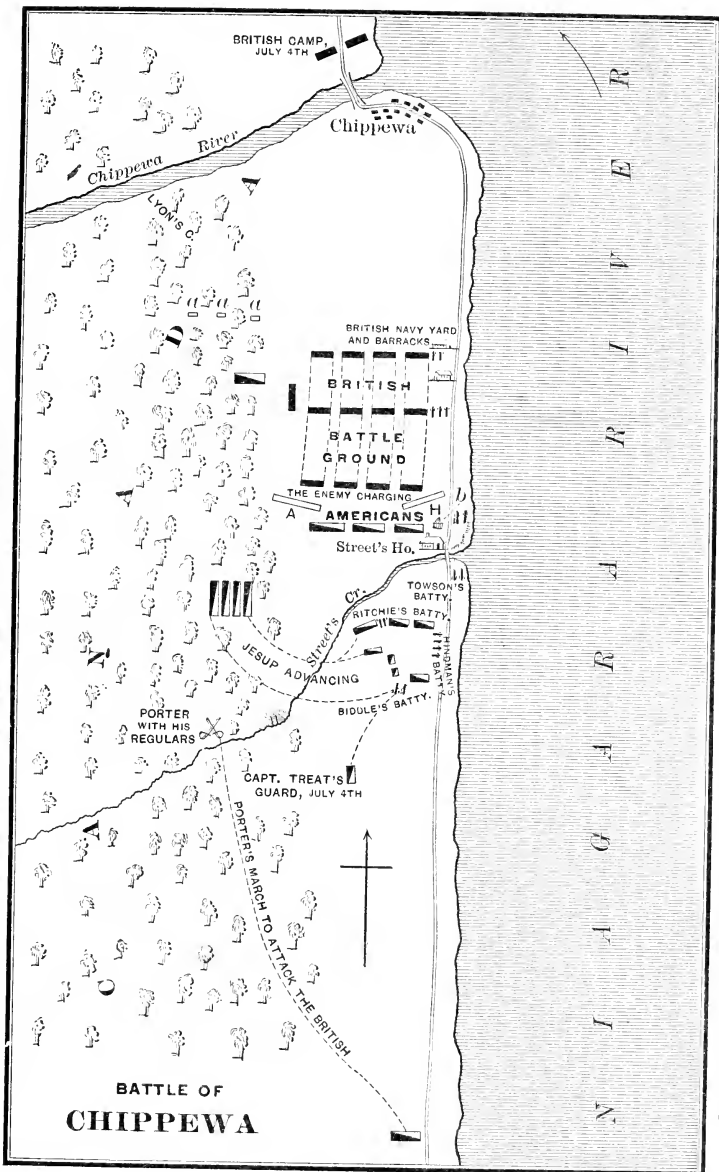 BRITISH CAMP,
JULY 4TH
Chippewa
Chippewa River
LYON'S C.
A
a a a
D
BRITISH NAVY YARD
AND BARRACKS
BRITISH
BATTLE
GROUND
THE ENEMY CHARGING
b
A
AMERICANS
H
A
Street's Ho.
TOWSON'S
BATTY.
Street's Cr.
RITCHIE'S BATTY.
HINDMAN'S
BATTY.
JESUP ADVANCING
BIDDLE'S BATTY.
N
PORTER
WITH HIS
REGULARS
CAPT. TREAT'S
GUARD, JULY 4TH
A
PORTER'S MARCH TO ATTACK THE BRITISH
C
NIAGARA RIVER
BATTLE OF
CHIPPEWA